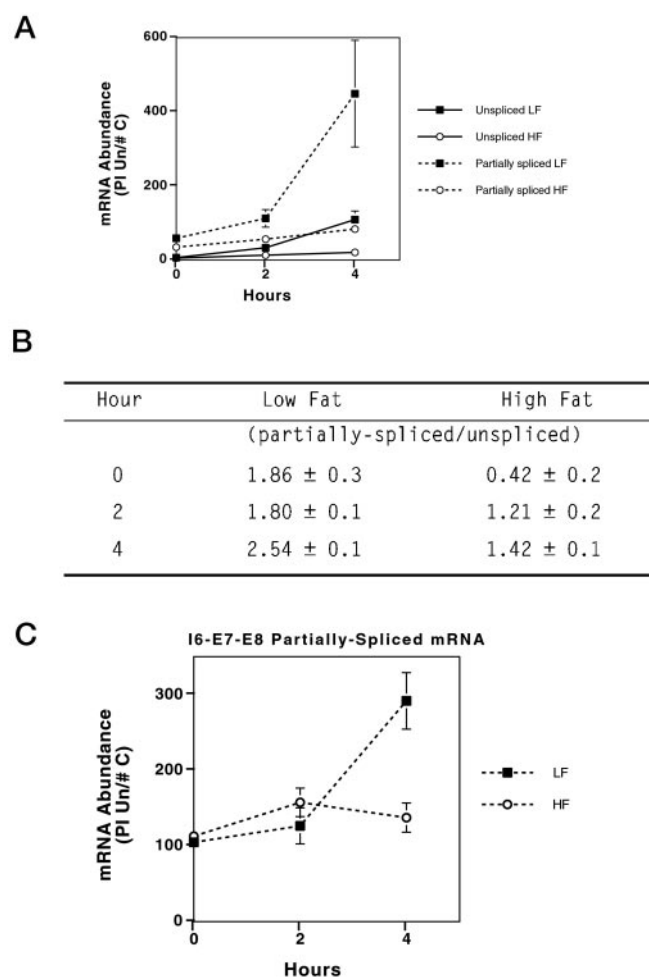 A
600
400
200
0
mRNA Abundance
(PI Un/# C)
0 2 4
Hours
Unspliced LF
Unspliced HF
Partially spliced LF
Partially spliced HF
B
Hour Low Fat High Fat
(partially-spliced/unspliced)
0 1.86 ± 0.3 0.42 ± 0.2
2 1.80 ± 0.1 1.21 ± 0.2
4 2.54 ± 0.1 1.42 ± 0.1
C
I6-E7-E8 Partially-Spliced mRNA
300
200
100
0
mRNA Abundance
(PI Un/# C)
0 2 4
Hours
LF
HF